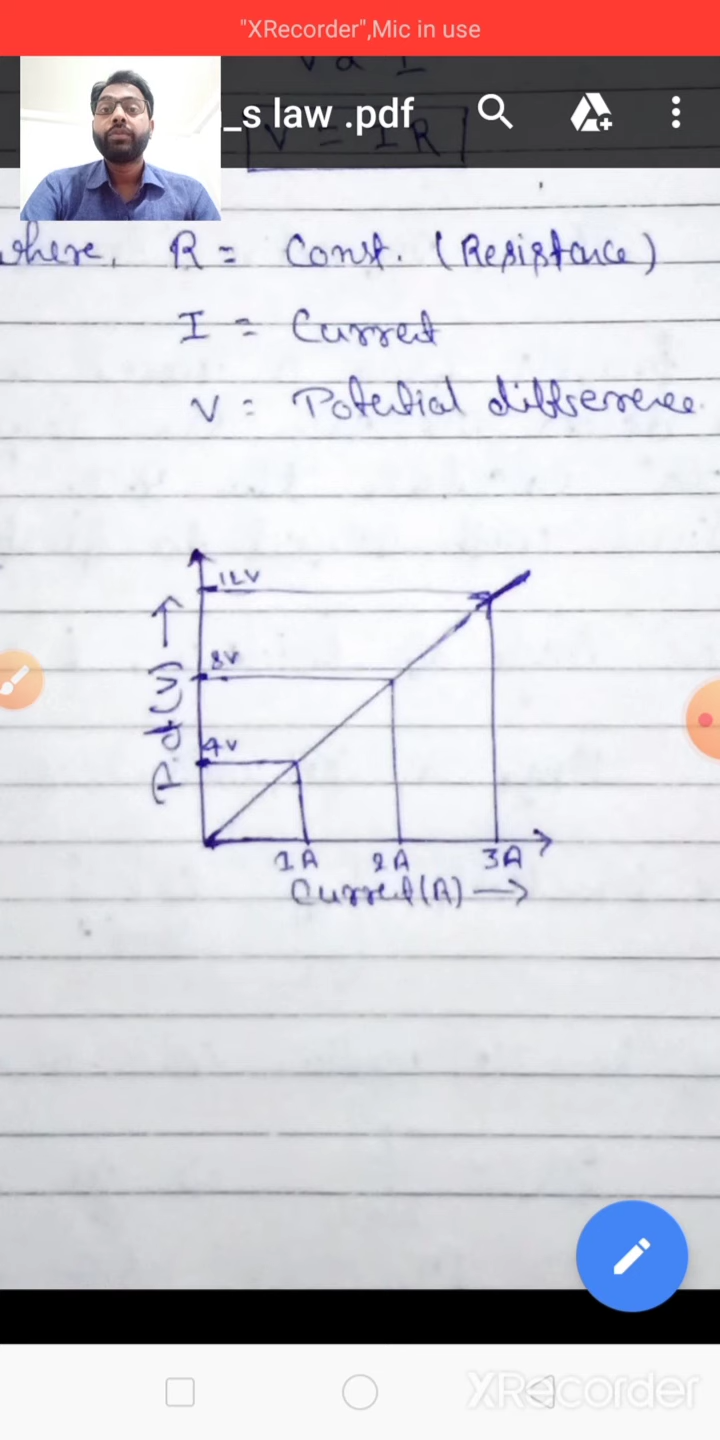 "XRecorder",Mic in use
V α I
_s law .pdf
V = IR
where, R = Const. (Resistance)
I = Current
V = Potential difference.
12V
8V
4V
P.d(V) →
1A 2A 3A
Current(A) →
XRecorder